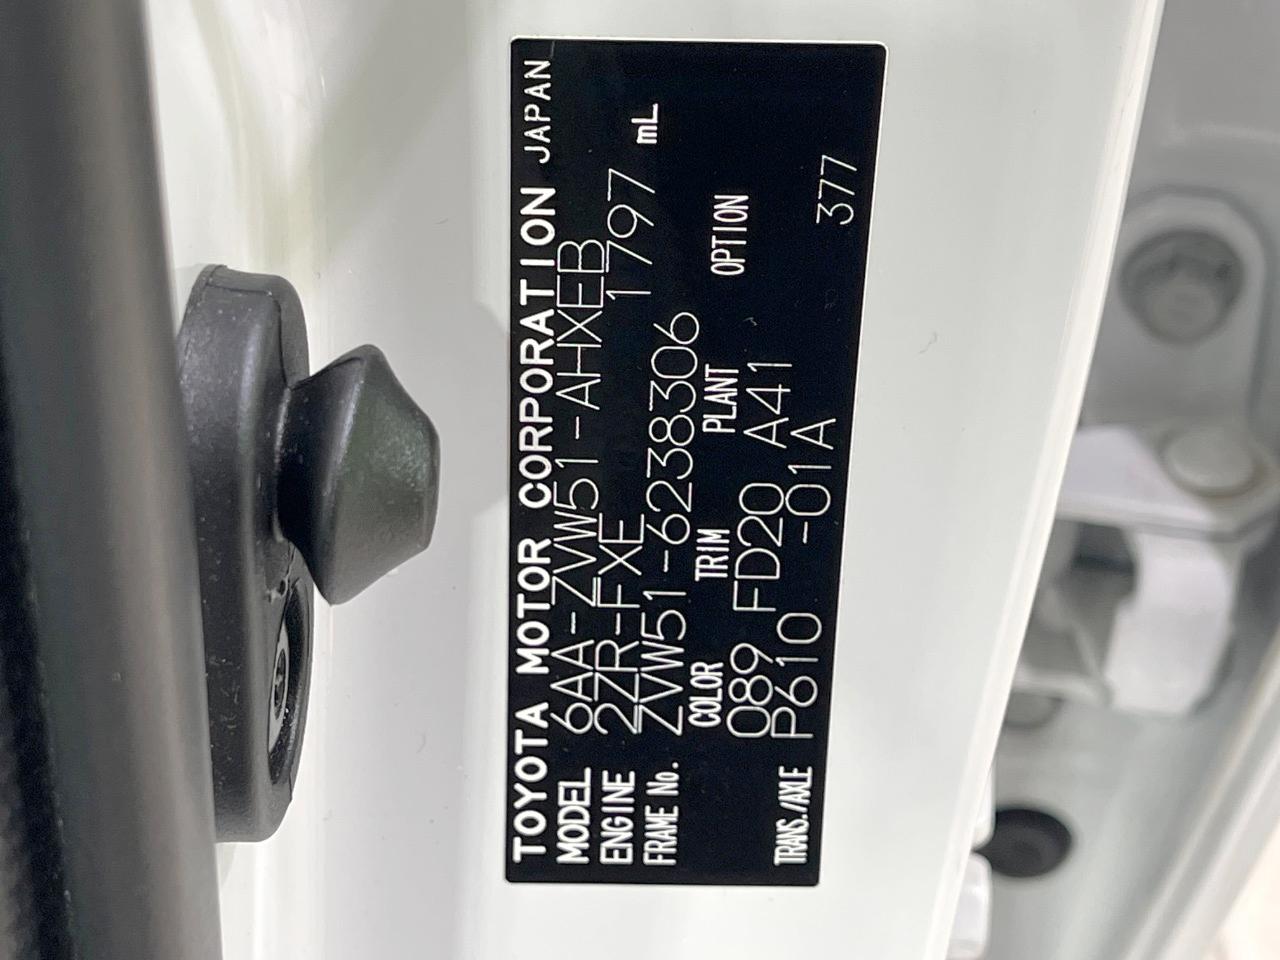 TOYOTA MOTOR CORPORATION JAPAN
MODEL 6AA-ZVW51-AHXEB
ENGINE 2ZR-FXE 1797 mL
FRAME No. ZVW51-6238306
COLOR TRIM PLANT OPTION
089 FD20 A41
TRANS./AXLE P610 -01A 377